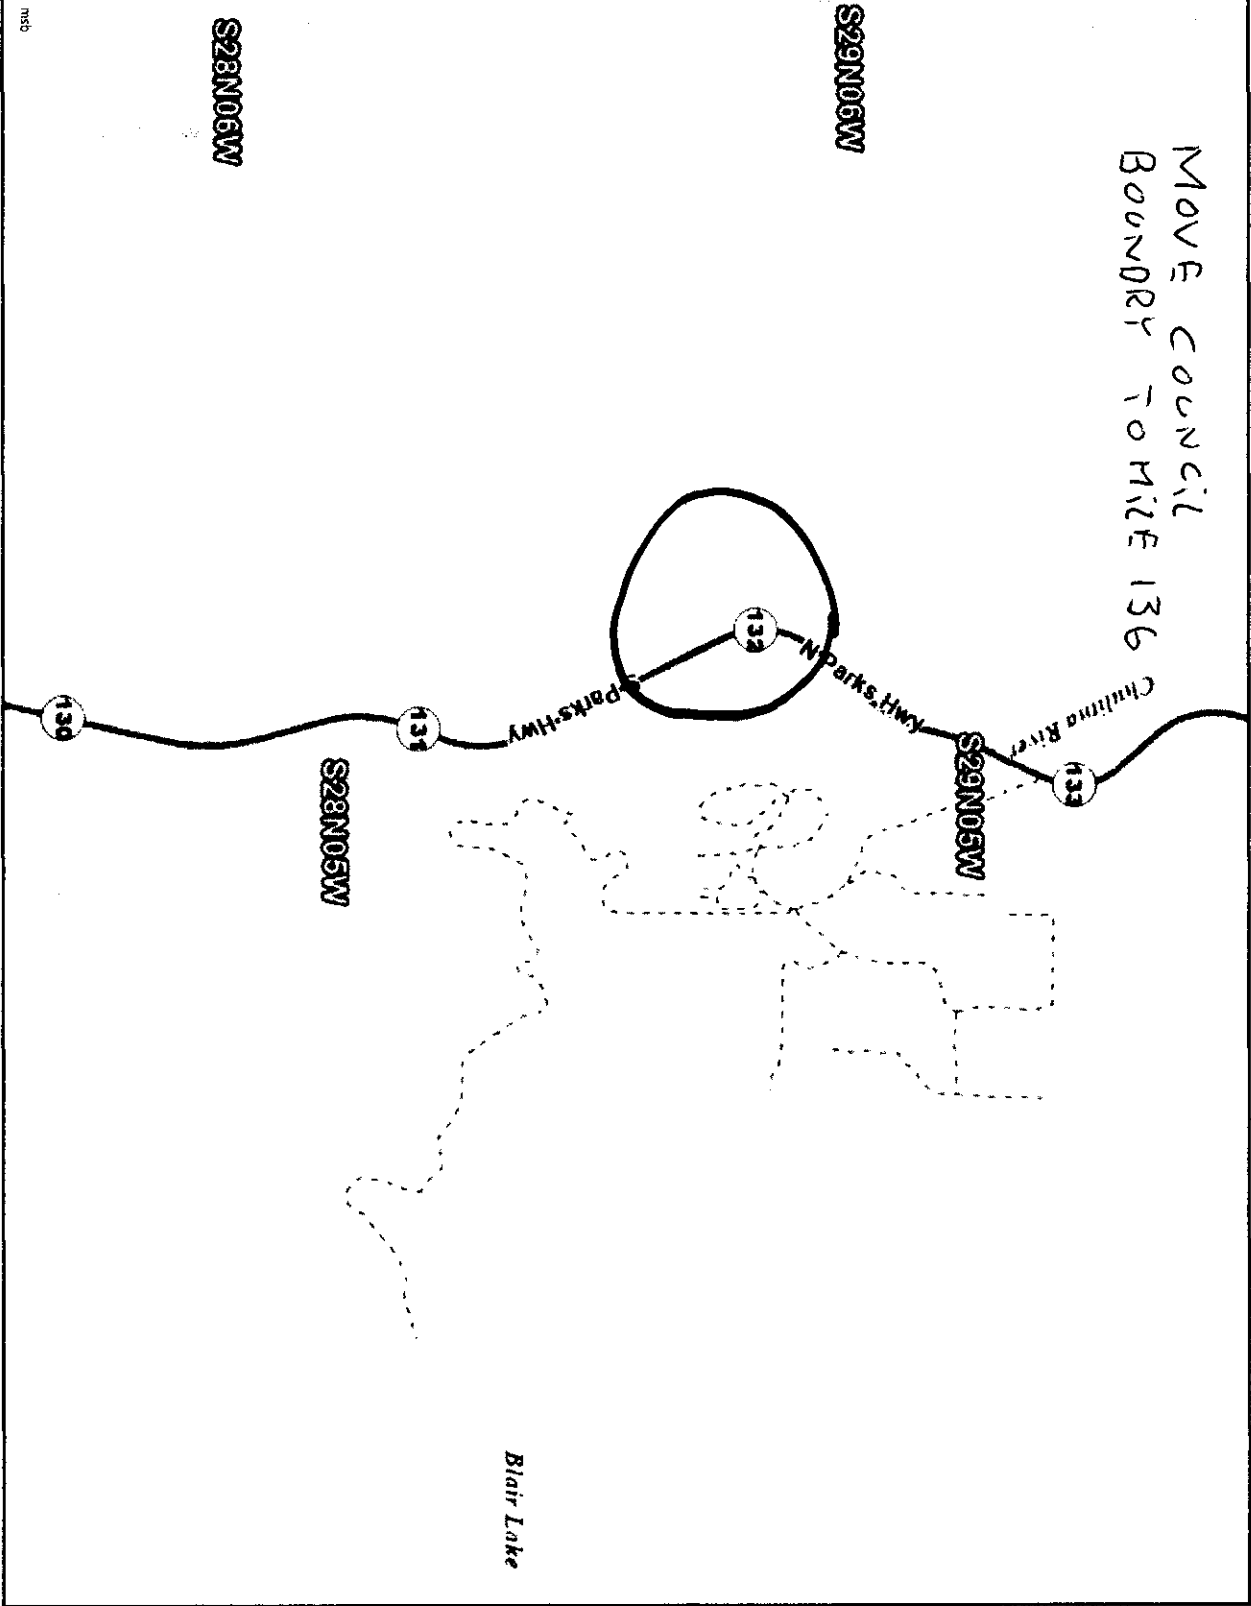 MOVE COUNCIL
BOUNDRY TO MILE 136
S29N06W
S28N06W
Chulitna River
133
S29N05W
N·Parks·Hwy
132
S·Parks·Hwy
131
S28N05W
130
Blair Lake
msb